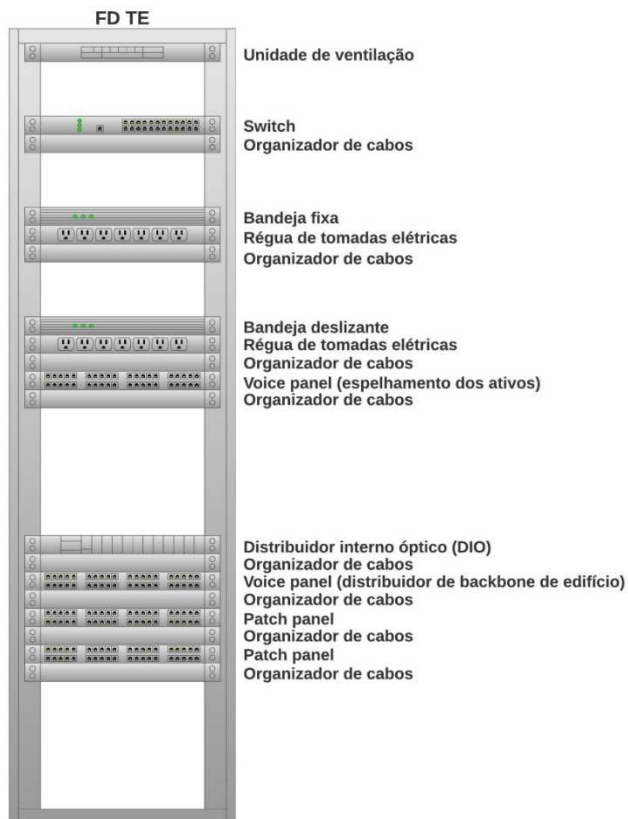 FD TE
Unidade de ventilação
Switch
Organizador de cabos
Bandeja fixa
Régua de tomadas elétricas
Organizador de cabos
Bandeja deslizante
Régua de tomadas elétricas
Organizador de cabos
Voice panel (espelhamento dos ativos)
Organizador de cabos
Distribuidor interno óptico (DIO)
Organizador de cabos
Voice panel (distribuidor de backbone de edifício)
Organizador de cabos
Patch panel
Organizador de cabos
Patch panel
Organizador de cabos